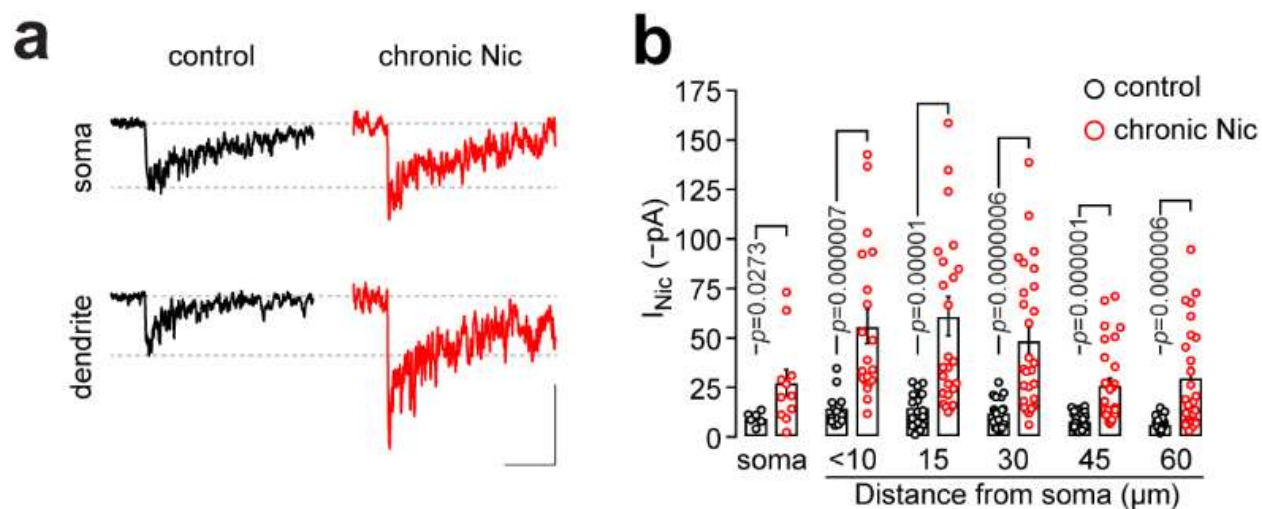 a
control chronic Nic
soma
dendrite
b
control
chronic Nic
I_Nic (−pA)
175
150
125
100
75
50
25
0
p=0.0273
p=0.000007
p=0.00001
p=0.0000006
p=0.000001
p=0.000006
soma <10 15 30 45 60
Distance from soma (µm)